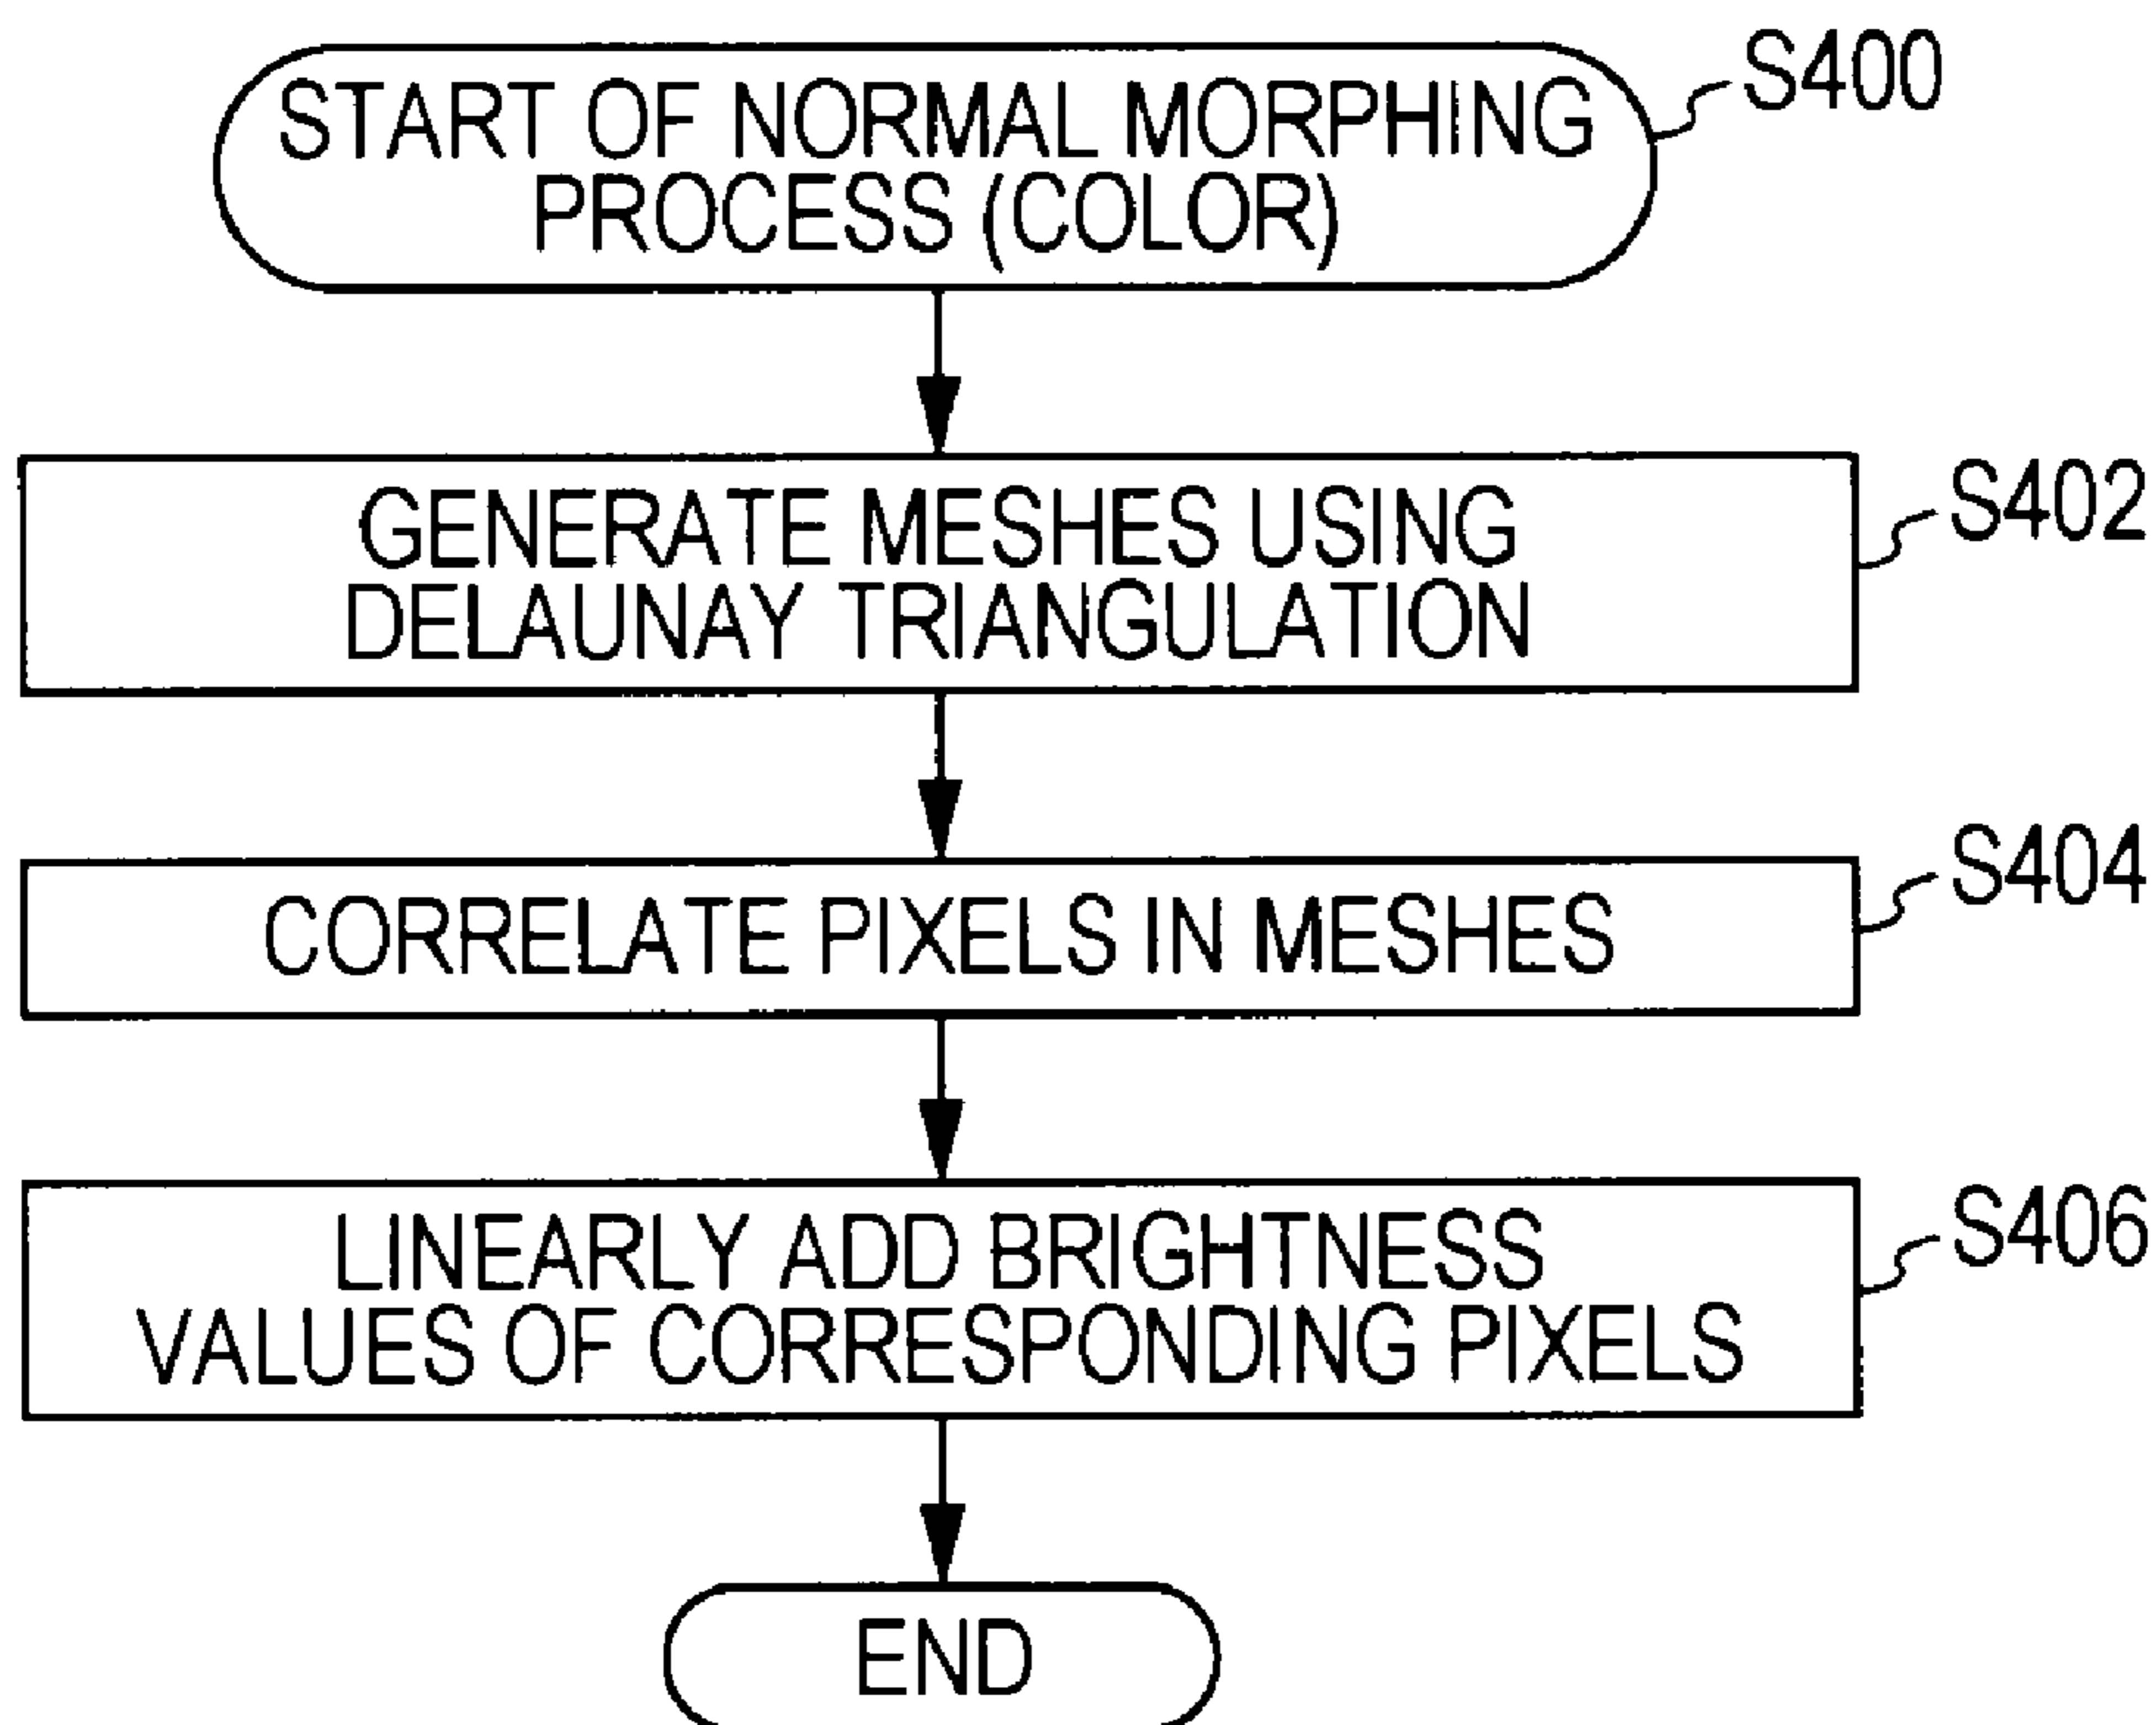 START OF NORMAL MORPHING
PROCESS (COLOR)
S400
GENERATE MESHES USING
DELAUNAY TRIANGULATION
S402
CORRELATE PIXELS IN MESHES
S404
LINEARLY ADD BRIGHTNESS
VALUES OF CORRESPONDING PIXELS
S406
END